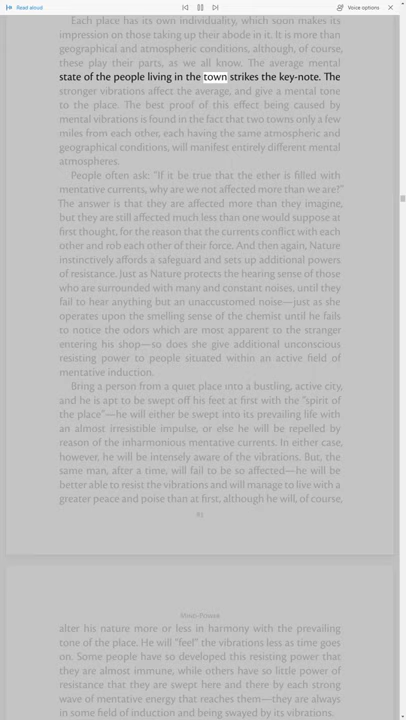 Read aloud
Voice options
Each place has its own individuality, which soon makes its
impression on those taking up their abode in it. It is more than
geographical and atmospheric conditions, although, of course,
these play their parts, as we all know. The average mental
state of the people living in the town strikes the key-note. The
stronger vibrations affect the average, and give a mental tone
to the place. The best proof of this effect being caused by
mental vibrations is found in the fact that two towns only a few
miles from each other, each having the same atmospheric and
geographical conditions, will manifest entirely different mental
atmospheres.
People often ask: "If it be true that the ether is filled with
mentative currents, why are we not affected more than we are?"
The answer is that they are affected more than they imagine,
but they are still affected much less than one would suppose at
first thought, for the reason that the currents conflict with each
other and rob each other of their force. And then again, Nature
instinctively affords a safeguard and sets up additional powers
of resistance. Just as Nature protects the hearing sense of those
who are surrounded with many and constant noises, until they
fail to hear anything but an unaccustomed noise—just as she
operates upon the smelling sense of the chemist until he fails
to notice the odors which are most apparent to the stranger
entering his shop—so does she give additional unconscious
resisting power to people situated within an active field of
mentative induction.
Bring a person from a quiet place into a bustling, active city,
and he is apt to be swept off his feet at first with the "spirit of
the place"—he will either be swept into its prevailing life with
an almost irresistible impulse, or else he will be repelled by
reason of the inharmonious mentative currents. In either case,
however, he will be intensely aware of the vibrations. But, the
same man, after a time, will fail to be so affected—he will be
better able to resist the vibrations and will manage to live with a
greater peace and poise than at first, although he will, of course,
Mind-Power
alter his nature more or less in harmony with the prevailing
tone of the place. He will "feel" the vibrations less as time goes
on. Some people have so developed this resisting power that
they are almost immune, while others have so little power of
resistance that they are swept here and there by each strong
wave of mentative energy that reaches them—they are always
in some field of induction and being swayed by its vibrations.